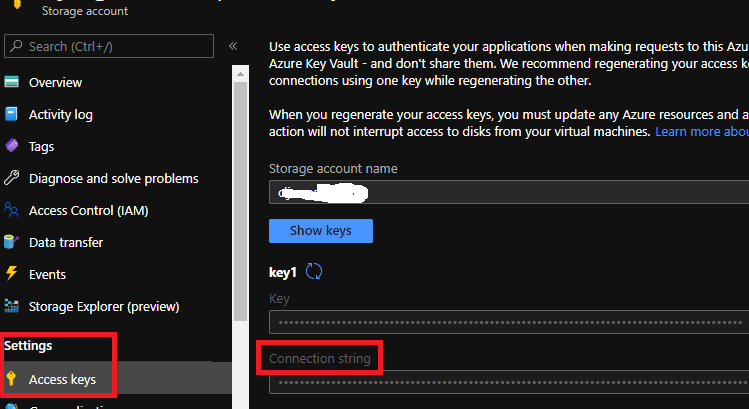 Storage account
Search (Ctrl+/)
«
Overview
Activity log
Tags
Diagnose and solve problems
Access Control (IAM)
Data transfer
Events
Storage Explorer (preview)
Settings
Access keys
Use access keys to authenticate your applications when making requests to this Azu
Azure Key Vault - and don't share them. We recommend regenerating your access k
connections using one key while regenerating the other.
When you regenerate your access keys, you must update any Azure resources and a
action will not interrupt access to disks from your virtual machines. Learn more abou
Storage account name
Show keys
key1
Key
Connection string